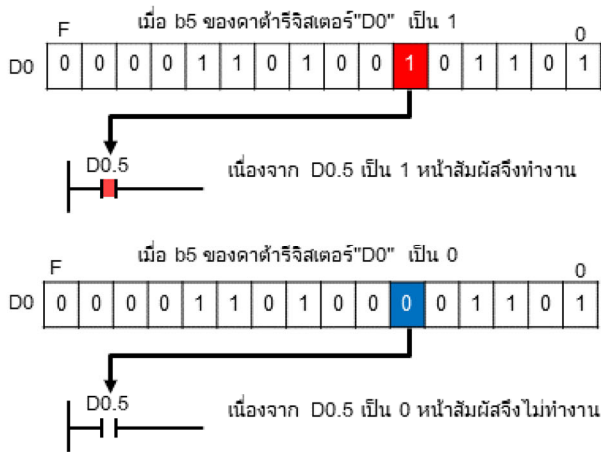 เมื่อ b5 ของดาต้ารีจิสเตอร์"D0" เป็น 1
F 0
D0 0 0 0 0 1 1 0 1 0 0 1 0 1 1 0 1
D0.5
เนื่องจาก D0.5 เป็น 1 หน้าสัมผัสจึงทำงาน
เมื่อ b5 ของดาต้ารีจิสเตอร์"D0" เป็น 0
F 0
D0 0 0 0 0 1 1 0 1 0 0 0 0 1 1 0 1
D0.5
เนื่องจาก D0.5 เป็น 0 หน้าสัมผัสจึงไม่ทำงาน